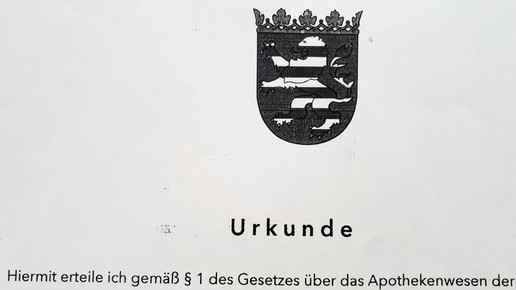 Urkunde
Hiermit erteile ich gemäß § 1 des Gesetzes über das Apothekenwesen der